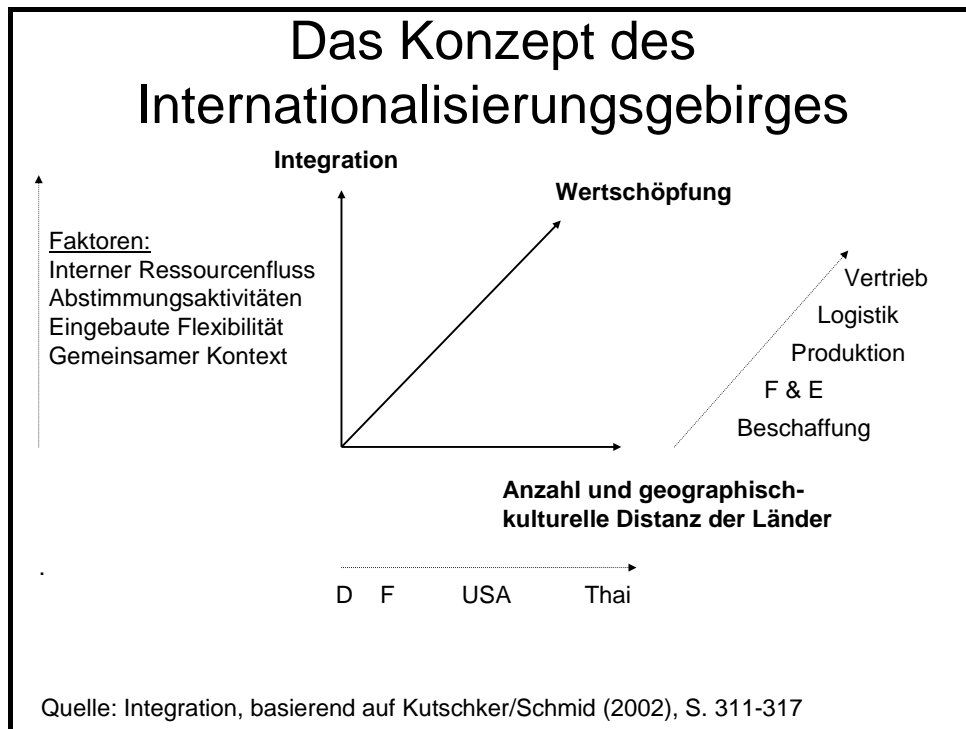 Das Konzept des
Internationalisierungsgebirges
Integration
Wertschöpfung
Faktoren:
Interner Ressourcenfluss
Abstimmungsaktivitäten
Eingebaute Flexibilität
Gemeinsamer Kontext
Vertrieb
Logistik
Produktion
F & E
Beschaffung
Anzahl und geographisch-
kulturelle Distanz der Länder
.
D F USA Thai
Quelle: Integration, basierend auf Kutschker/Schmid (2002), S. 311-317